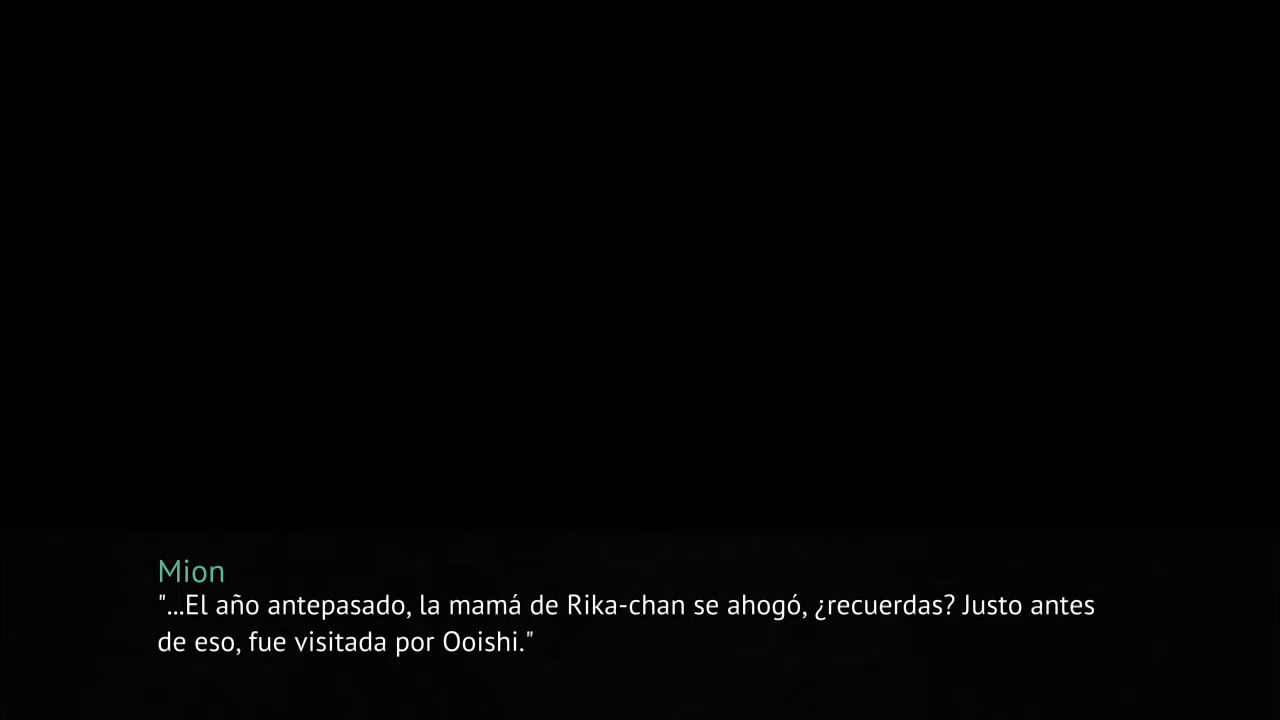 Mion
"...El año antepasado, la mamá de Rika-chan se ahogó, ¿recuerdas? Justo antes
de eso, fue visitada por Ooishi."